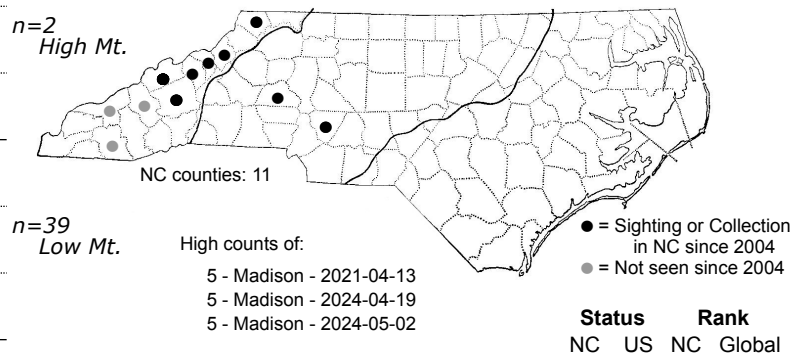 n=2
High Mt.
NC counties: 11
n=39
Low Mt.
High counts of:
5 - Madison - 2021-04-13
5 - Madison - 2024-04-19
5 - Madison - 2024-05-02
= Sighting or Collection
in NC since 2004
= Not seen since 2004
Status Rank
NC US NC Global